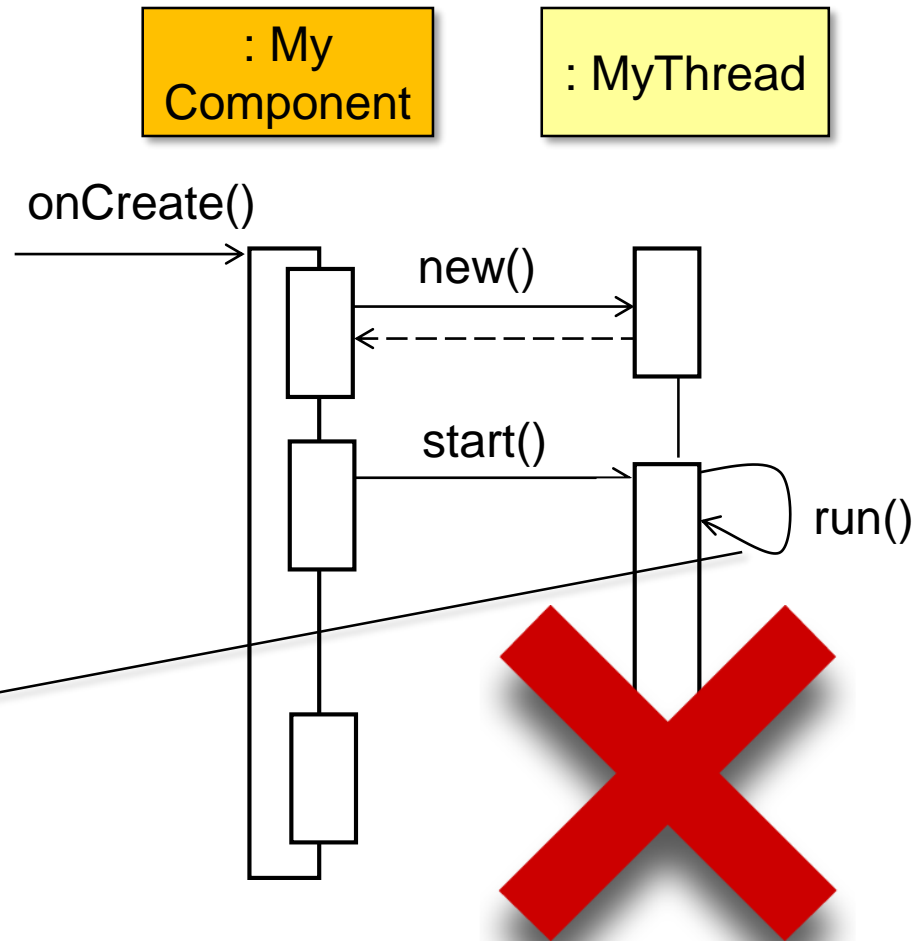 : My
Component
: MyThread
onCreate()
new()
start()
run()